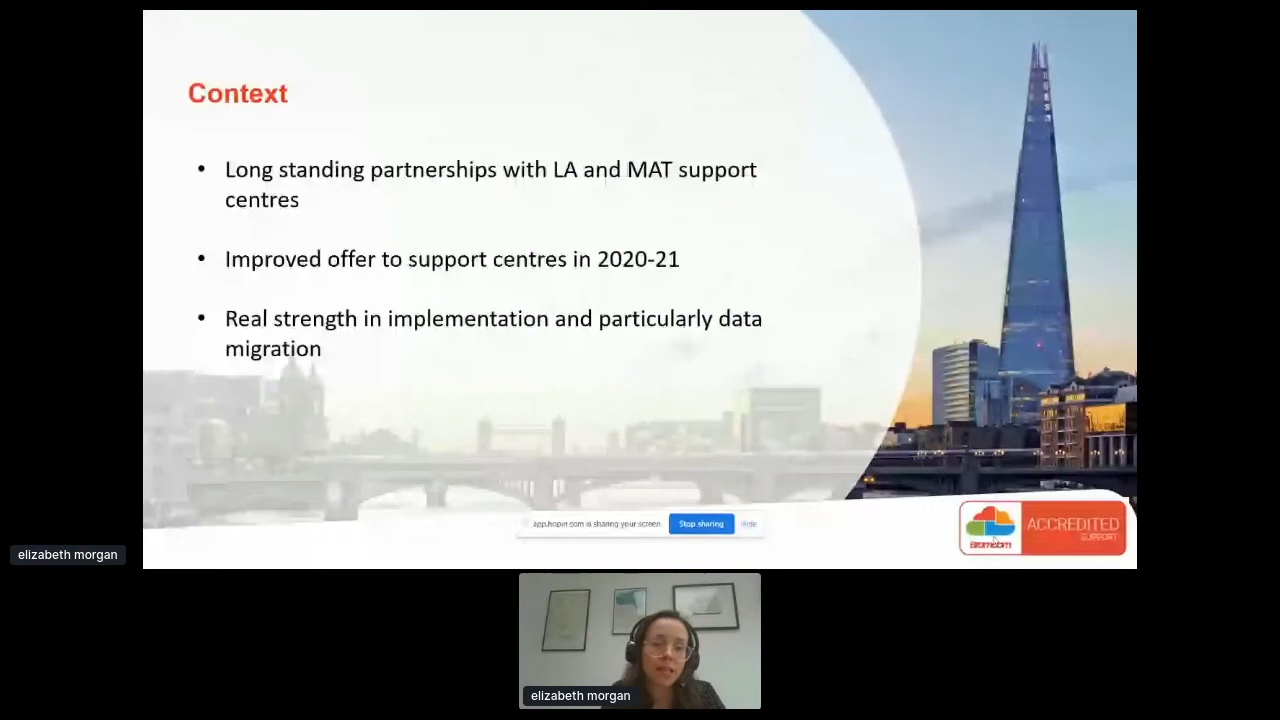 Context
• Long standing partnerships with LA and MAT support
centres
• Improved offer to support centres in 2020-21
• Real strength in implementation and particularly data
migration
app.hopin.com is sharing your screen. Stop sharing Hide
Bromcom
ACCREDITED
SUPPORT
elizabeth morgan
elizabeth morgan